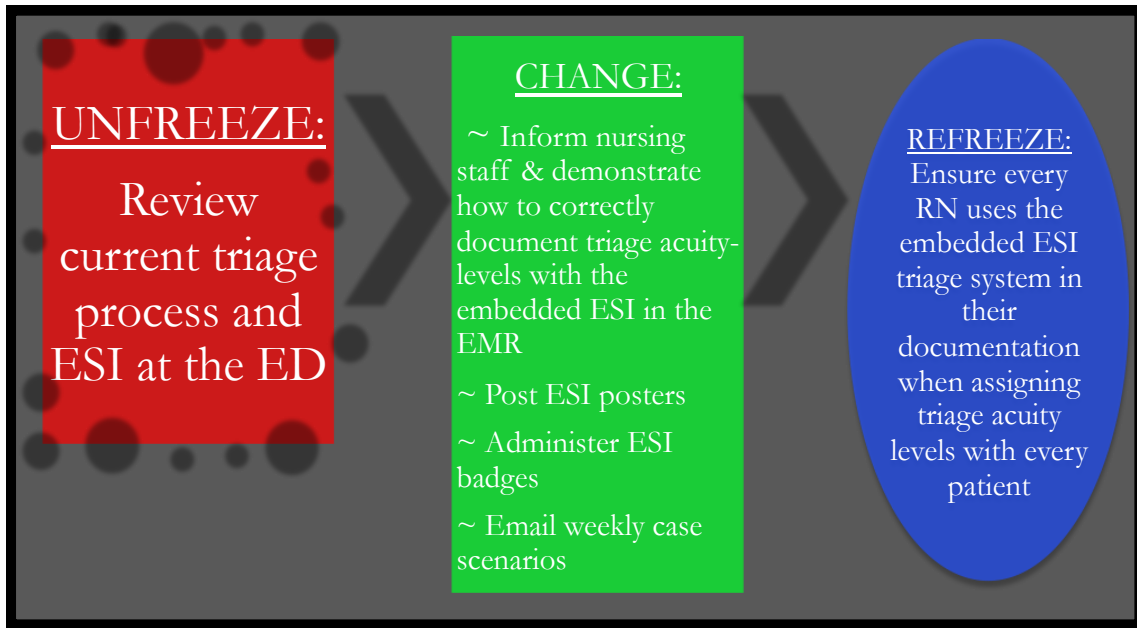 UNFREEZE:
Review
current triage
process and
ESI at the ED
CHANGE:
~ Inform nursing
staff & demonstrate
how to correctly
document triage acuity-
levels with the
embedded ESI in the
EMR
~ Post ESI posters
~ Administer ESI
badges
~ Email weekly case
scenarios
REFREEZE:
Ensure every
RN uses the
embedded ESI
triage system in
their
documentation
when assigning
triage acuity
levels with every
patient